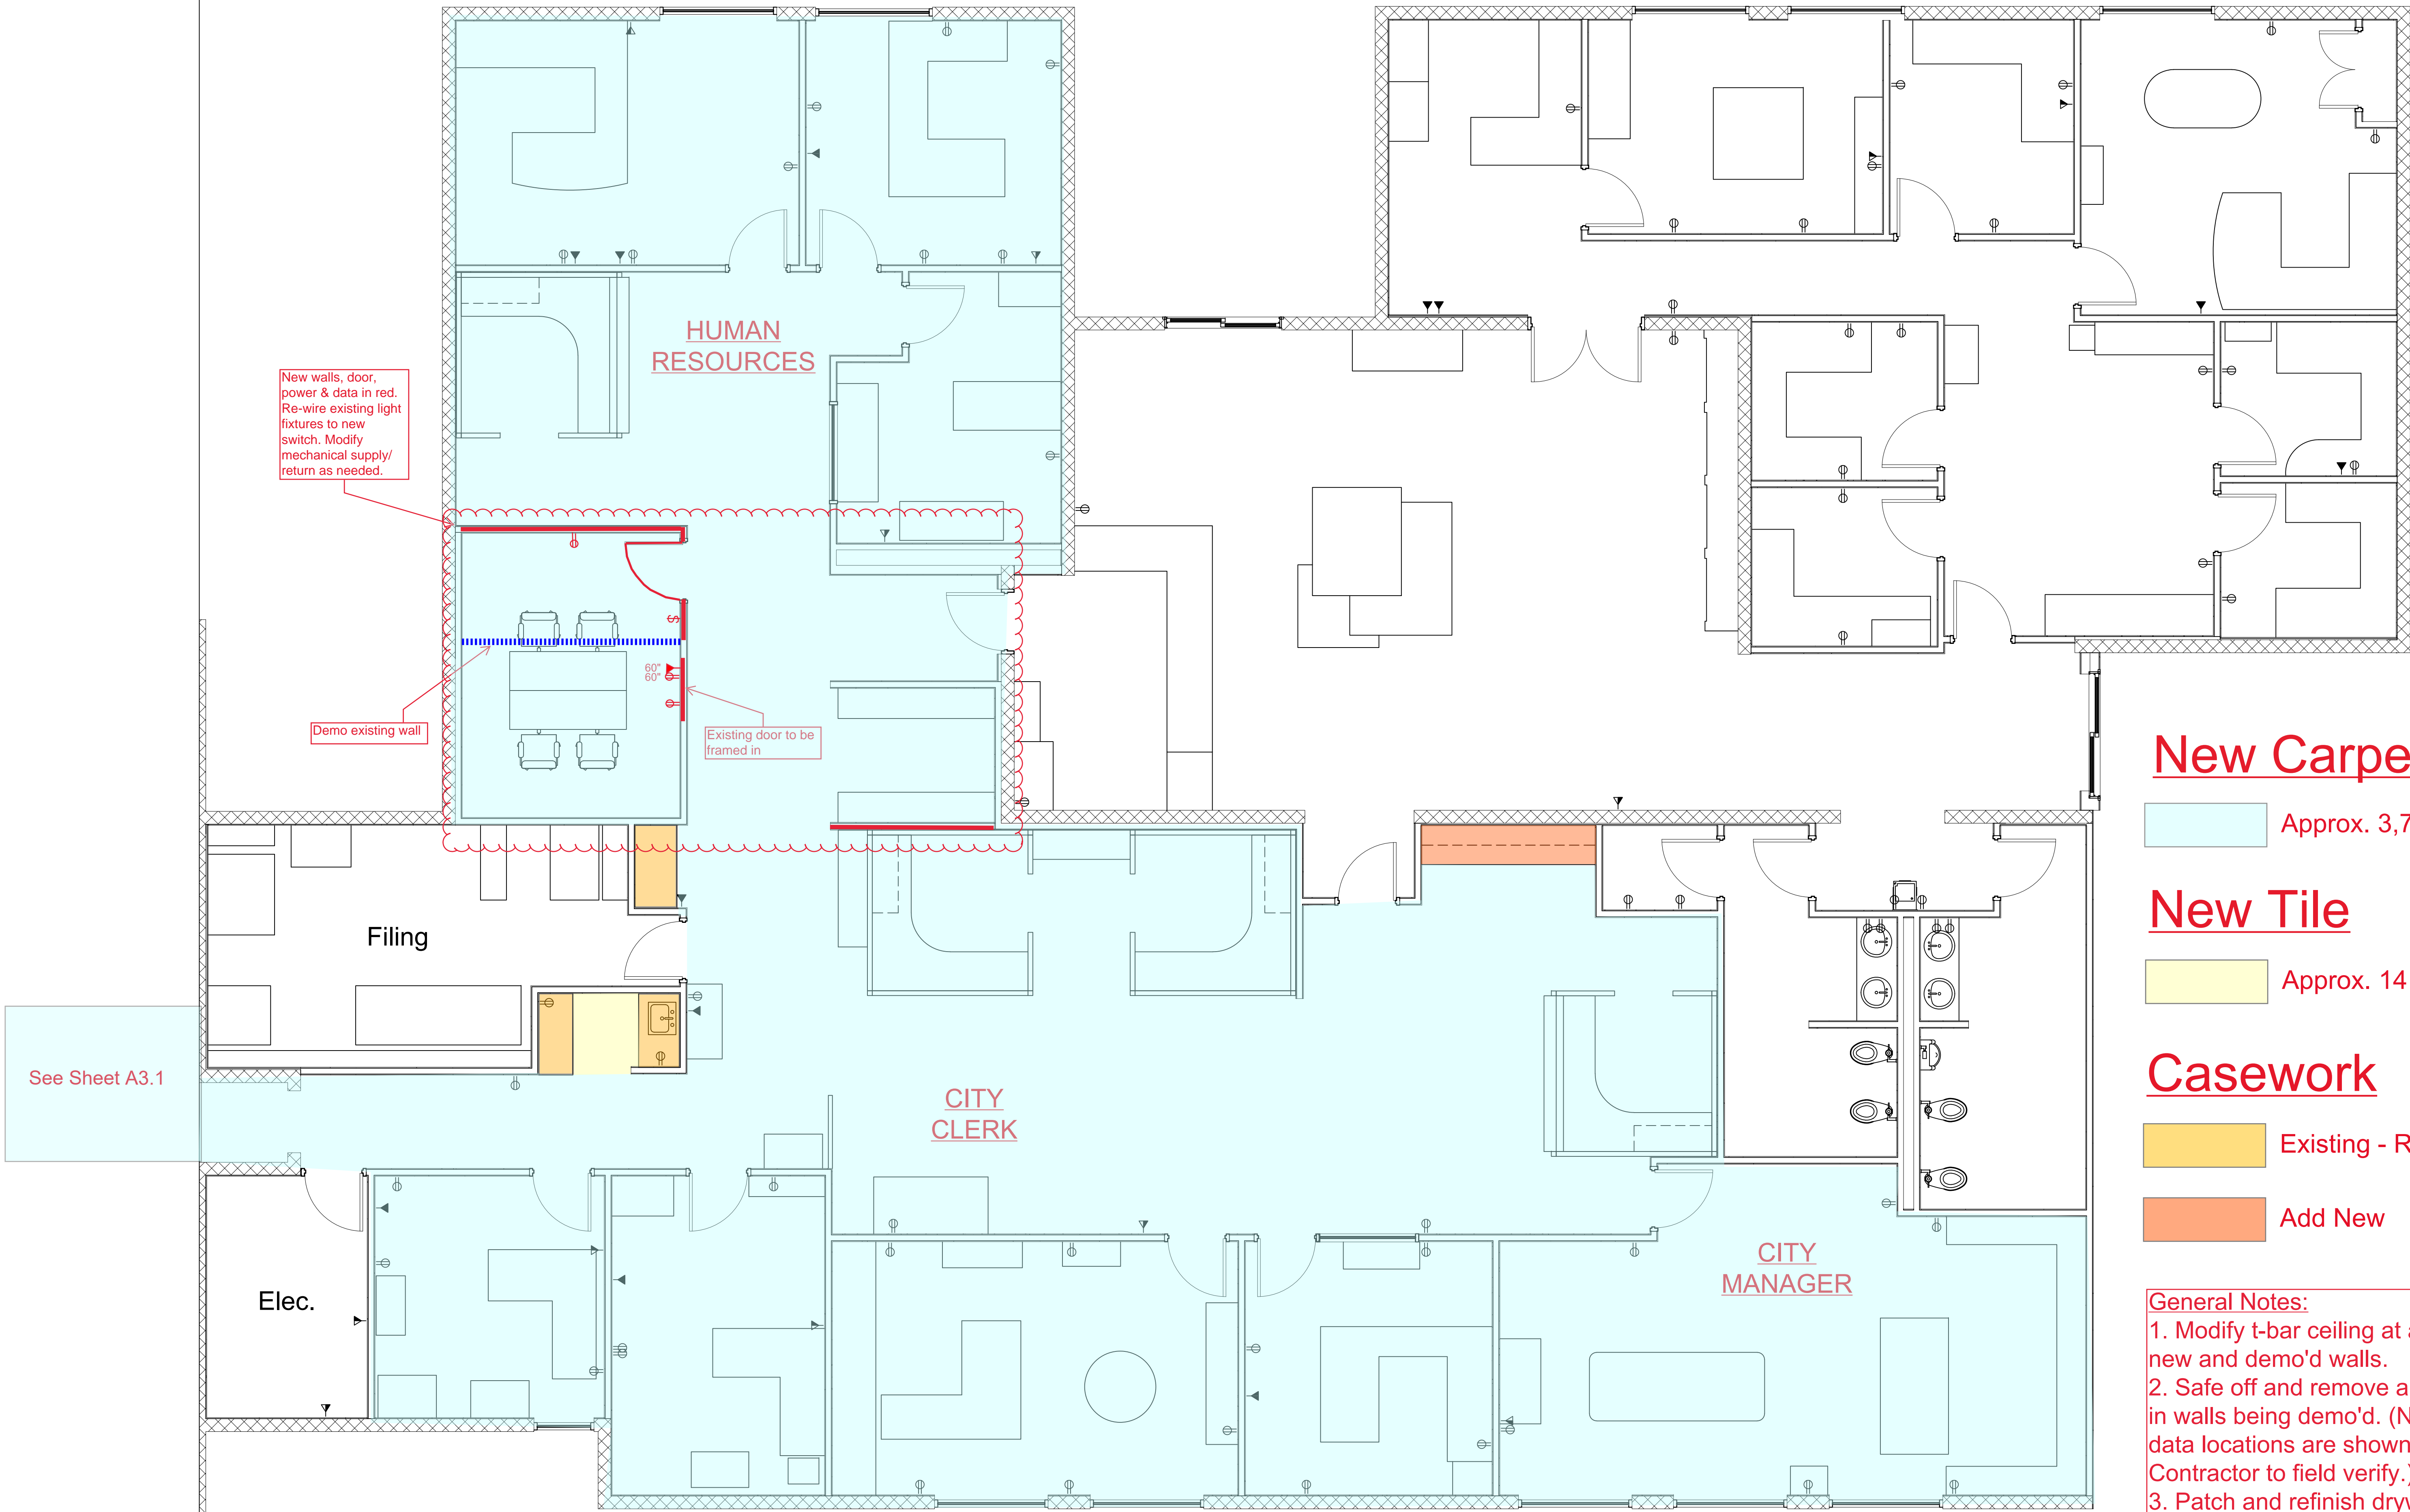 HUMAN
RESOURCES
New walls, door,
power & data in red.
Re-wire existing light
fixtures to new
switch. Modify
mechanical supply/
return as needed.
$
60"
60"
Demo existing wall
Existing door to be
framed in
Filing
See Sheet A3.1
CITY
CLERK
Elec.
CITY
MANAGER
New Carpe
Approx. 3,7
New Tile
Approx. 14
Casework
Existing - R
Add New
General Notes:
1. Modify t-bar ceiling at a
new and demo'd walls.
2. Safe off and remove a
in walls being demo'd. (N
data locations are shown
Contractor to field verify.)
3. Patch and refinish dryw